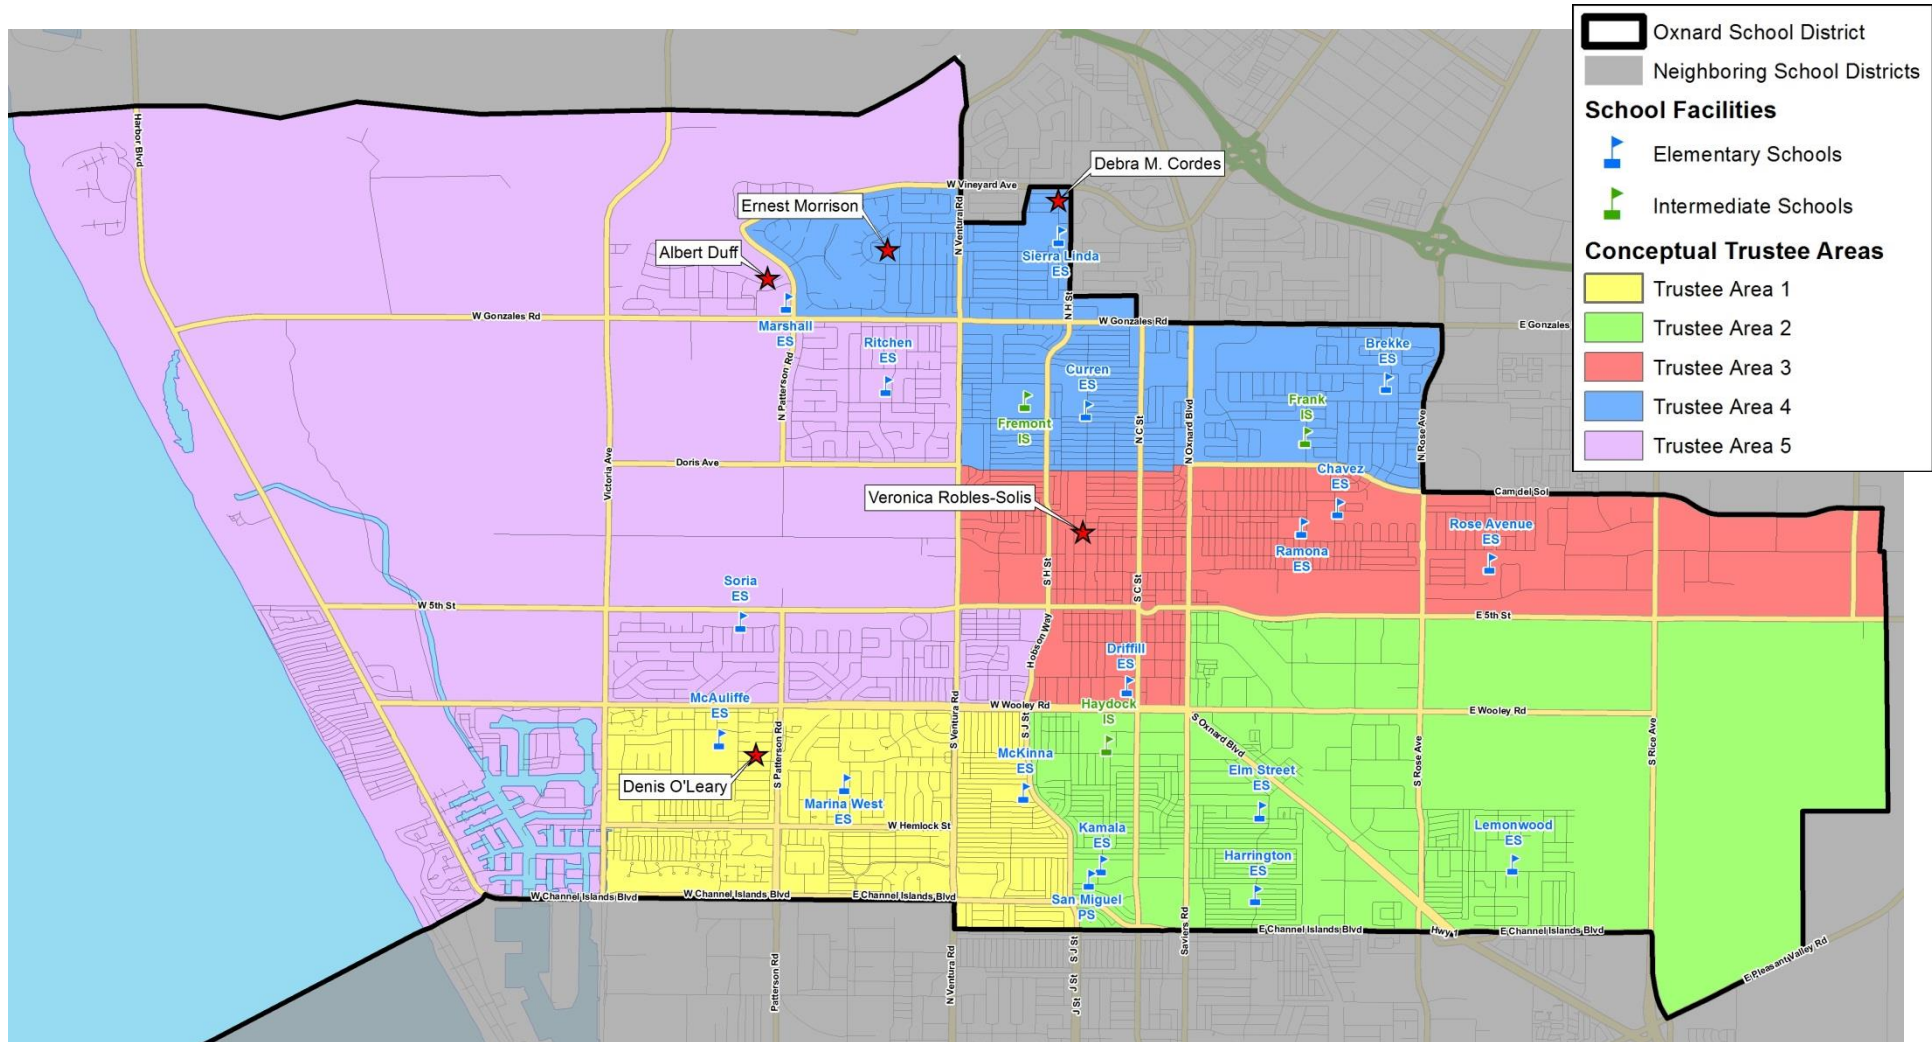 Oxnard School District
Neighboring School Districts
School Facilities
Elementary Schools
Intermediate Schools
Conceptual Trustee Areas
Trustee Area 1
Trustee Area 2
Trustee Area 3
Trustee Area 4
Trustee Area 5
Harbor Blvd
W Vineyard Ave
Debra M. Cordes
Ernest Morrison
N Ventura Rd
Albert Duff
Sierra Linda
ES
N H St
W Gonzales Rd
Marshall
ES
W Gonzales Rd
E Gonzales
Ritchen
ES
N Patterson Rd
Curren
ES
Brekke
ES
Fremont
IS
Frank
IS
N C St
N Oxnard Blvd
N Rose Ave
Victoria Ave
Doris Ave
Chavez
ES
Veronica Robles-Solis
Cam del Sol
Rose Avenue
ES
Ramona
ES
S H St
S C St
Soria
ES
W 5th St
E 5th St
Hobson Way
Driffill
ES
McAuliffe
ES
S Ventura Rd
W Wooley Rd
Haydock
IS
E Wooley Rd
S J St
S Oxnard Blvd
S Patterson Rd
S Rose Ave
S Rice Ave
McKinna
ES
Denis O'Leary
Marina West
ES
Elm Street
ES
W Hemlock St
Kamala
ES
Lemonwood
ES
Harrington
ES
W Channel Islands Blvd
W Channel Islands Blvd
E Channel Islands Blvd
San Miguel
PS
Saviers Rd
E Channel Islands Blvd
Hwy 1
E Channel Islands Blvd
E Pleasant Valley Rd
Patterson Rd
N Ventura Rd
S J St
J St